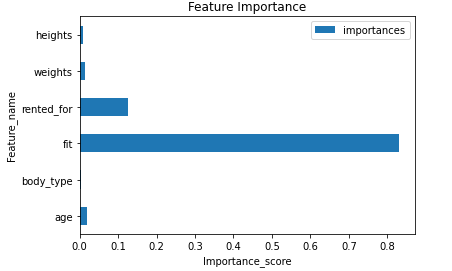 Feature Importance
importances
heights
weights
rented_for
fit
body_type
age
Feature_name
0.0 0.1 0.2 0.3 0.4 0.5 0.6 0.7 0.8
Importance_score